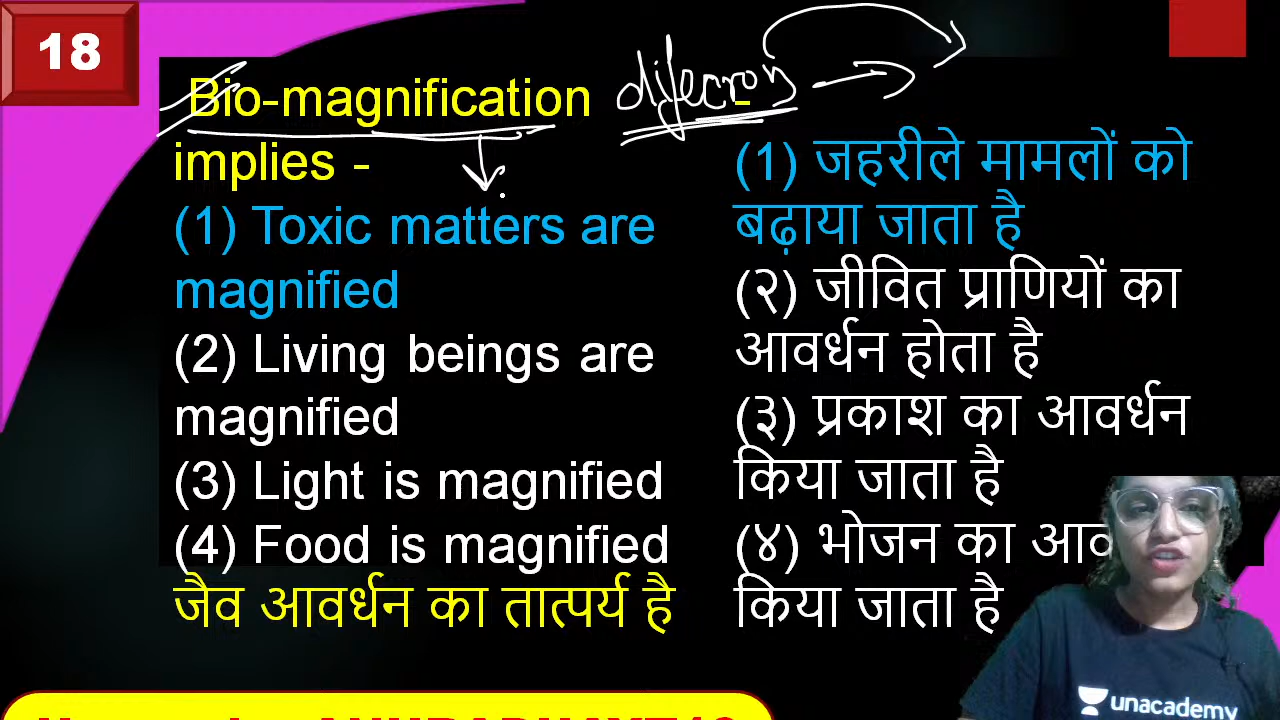 18
Bio-magnification
implies -
(1) Toxic matters are
magnified
(2) Living beings are
magnified
(3) Light is magnified
(4) Food is magnified
जैव आवर्धन का तात्पर्य है
-
(1) जहरीले मामलों को
बढ़ाया जाता है
(२) जीवित प्राणियों का
आवर्धन होता है
(३) प्रकाश का आवर्धन
किया जाता है
(४) भोजन का आव
किया जाता है
unacademy